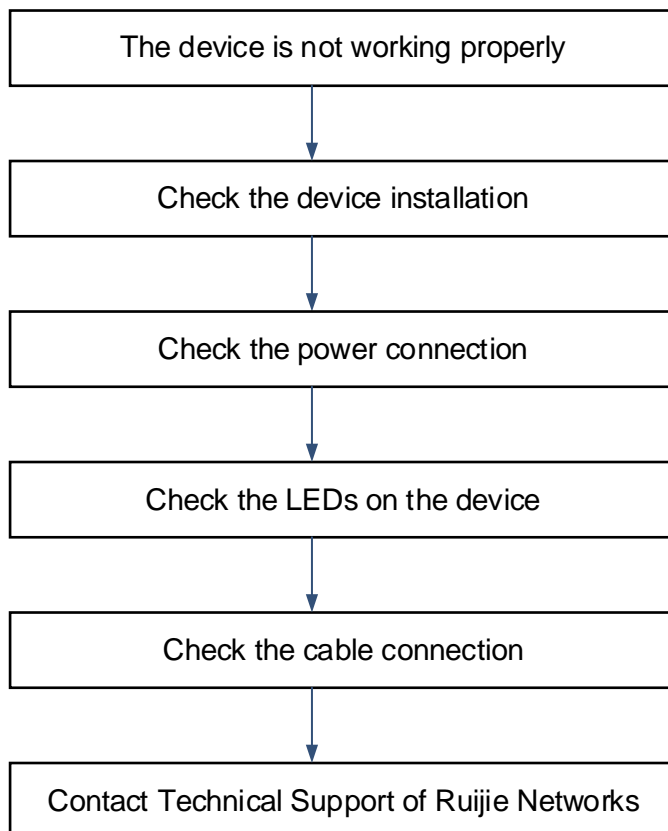 The device is not working properly
Check the device installation
Check the power connection
Check the LEDs on the device
Check the cable connection
Contact Technical Support of Ruijie Networks